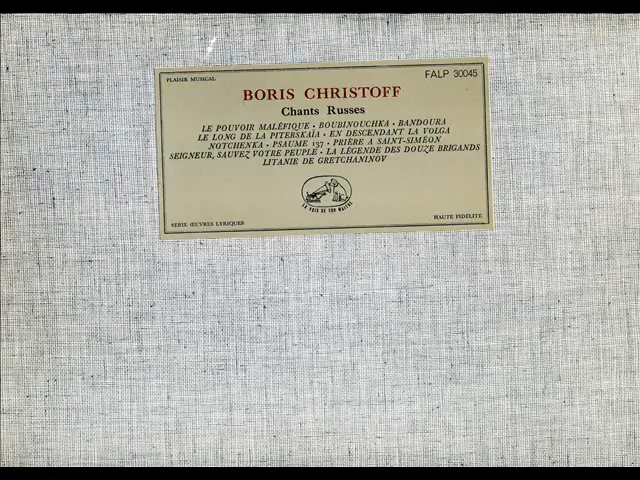 PLAISIR MUSICAL
FALP 30045
BORIS CHRISTOFF
Chants Russes
LE POUVOIR MALÉFIQUE • BOUBINOUCHKA • BANDOURA
LE LONG DE LA PITERSKAÏA • EN DESCENDANT LA VOLGA
NOTCHENKA • PSAUME 137 • PRIÈRE A SAINT-SIMÉON
SEIGNEUR, SAUVEZ VOTRE PEUPLE • LA LÉGENDE DES DOUZE BRIGANDS
LITANIE DE GRETCHANINOV
LA VOIX DE SON MAITRE
SÉRIE ŒUVRES LYRIQUES
HAUTE FIDÉLITÉ